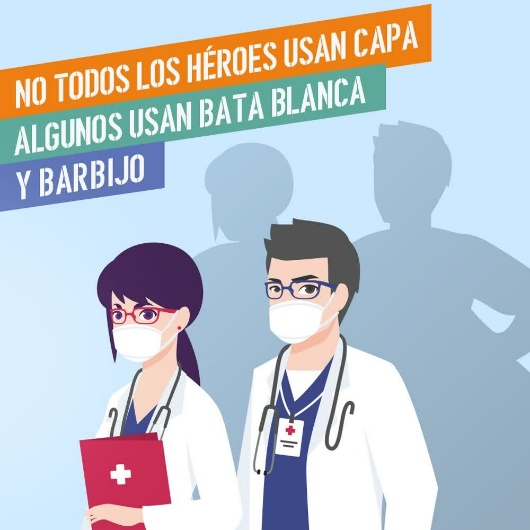 NO TODOS LOS HÉROES USAN CAPA
ALGUNOS USAN BATA BLANCA
Y BARBIJO